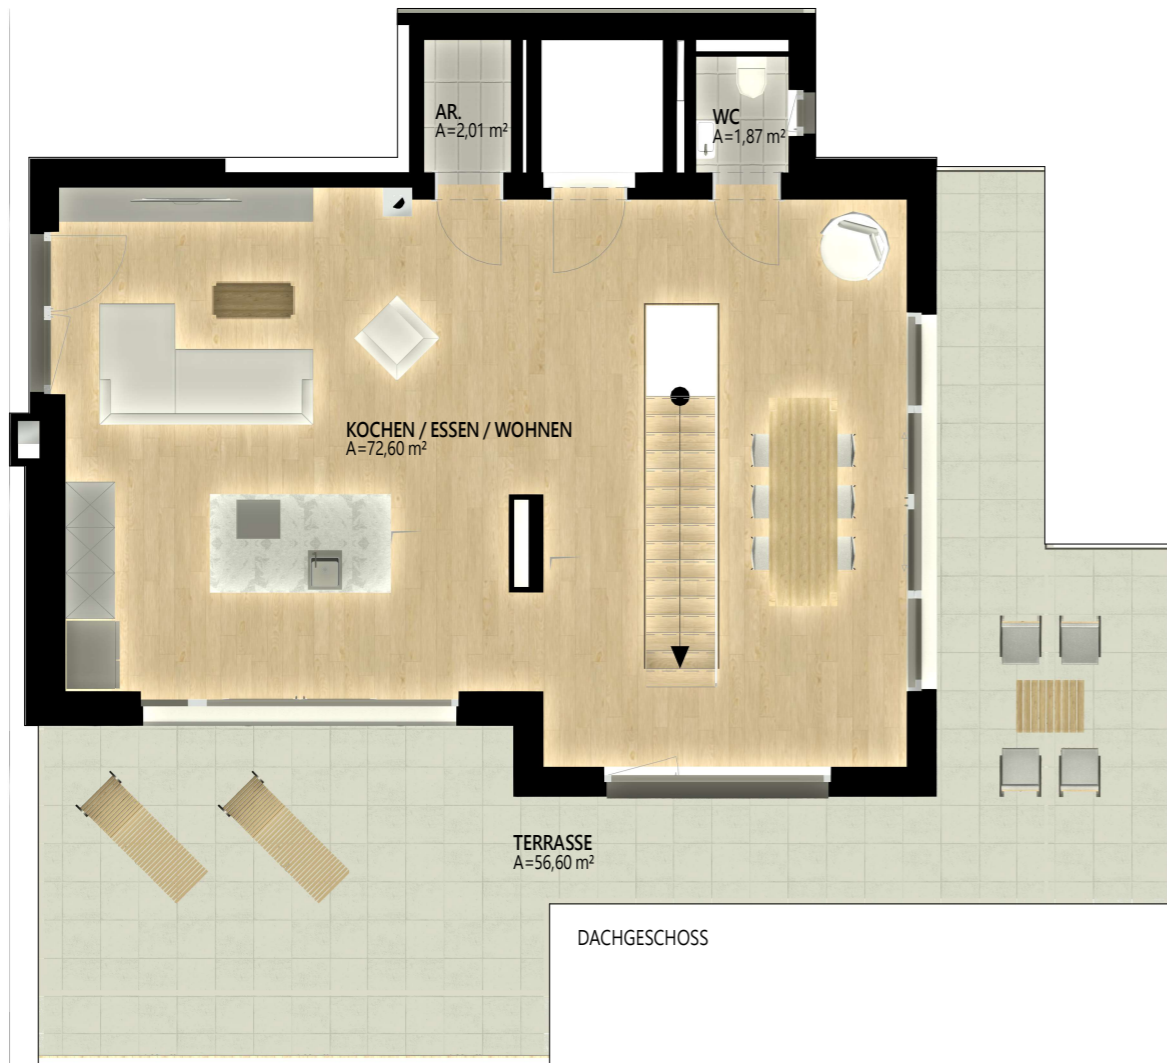 AR.
A=2,01 m²
WC
A=1,87 m²
KOCHEN / ESSEN / WOHNEN
A=72,60 m²
TERRASSE
A=56,60 m²
DACHGESCHOSS